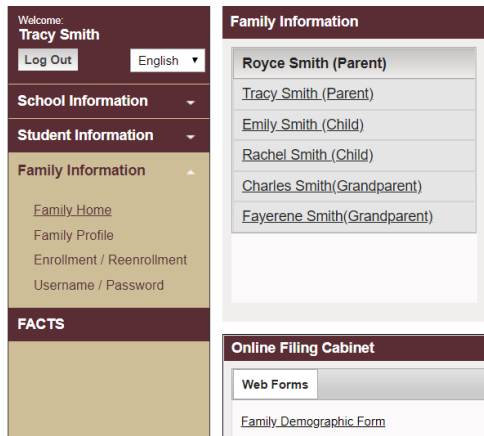 Welcome:
Tracy Smith
Log Out
English
School Information
Student Information
Family Information
Family Home
Family Profile
Enrollment / Reenrollment
Username / Password
FACTS
Family Information
Royce Smith (Parent)
Tracy Smith (Parent)
Emily Smith (Child)
Rachel Smith (Child)
Charles Smith(Grandparent)
Fayerene Smith(Grandparent)
Online Filing Cabinet
Web Forms
Family Demographic Form